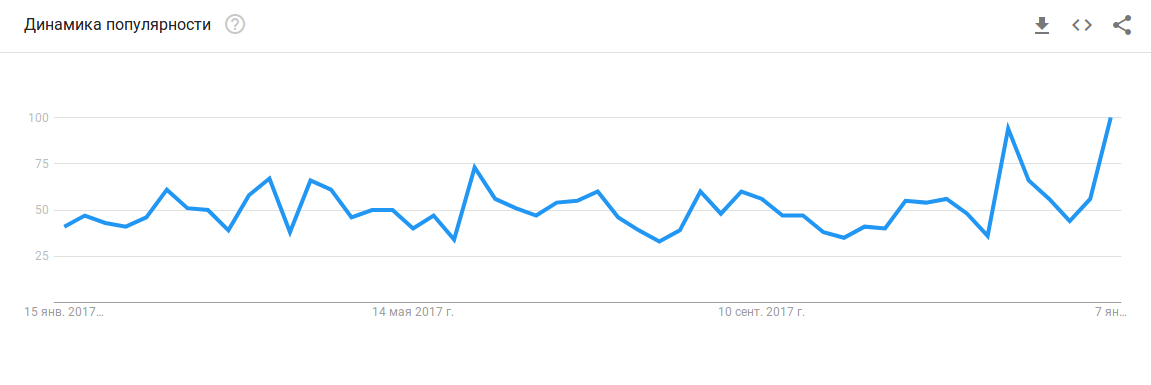 Динамика популярности
100
75
50
25
15 янв. 2017…
14 мая 2017 г.
10 сент. 2017 г.
7 ян…